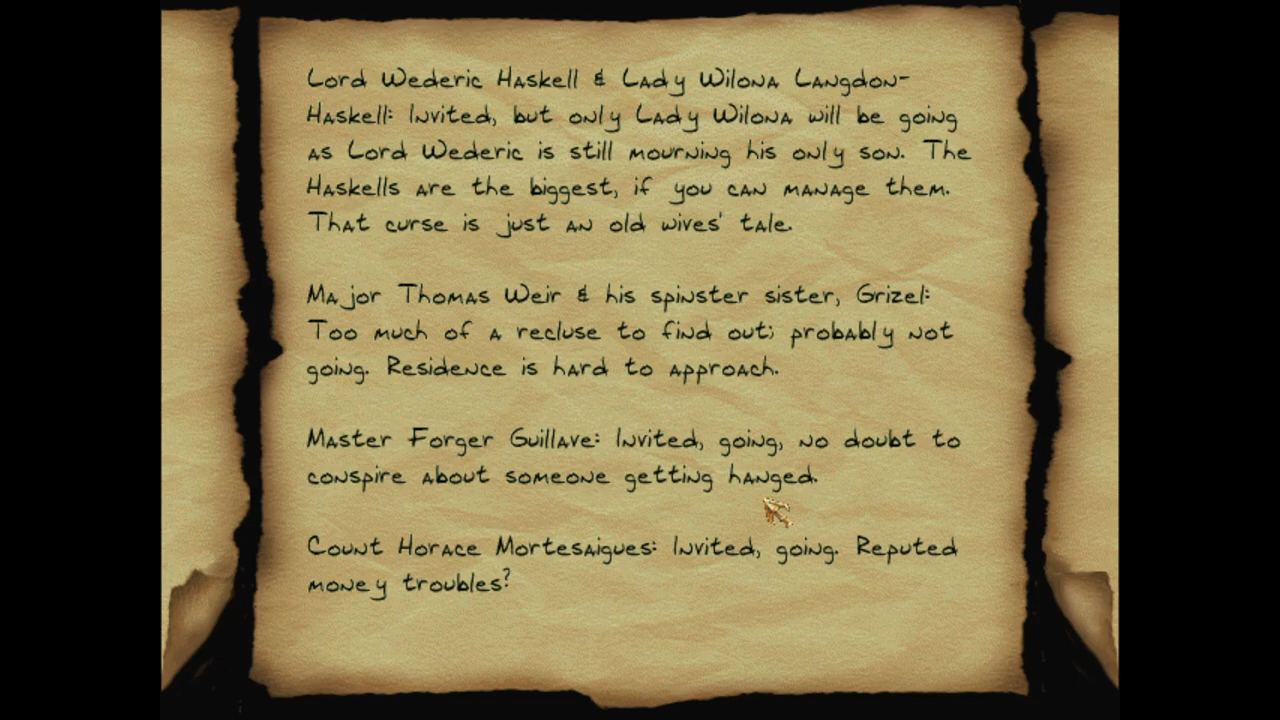 Lord Wederic Haskell & Lady Wilona Langdon-
Haskell: Invited, but only Lady Wilona will be going
as Lord Wederic is still mourning his only son. The
Haskells are the biggest, if you can manage them.
That curse is just an old wives' tale.
Major Thomas Weir & his spinster sister, Grizel:
Too much of a recluse to find out; probably not
going. Residence is hard to approach.
Master Forger Guillave: Invited, going, no doubt to
conspire about someone getting hanged.
Count Horace Mortesaigues: Invited, going. Reputed
money troubles?